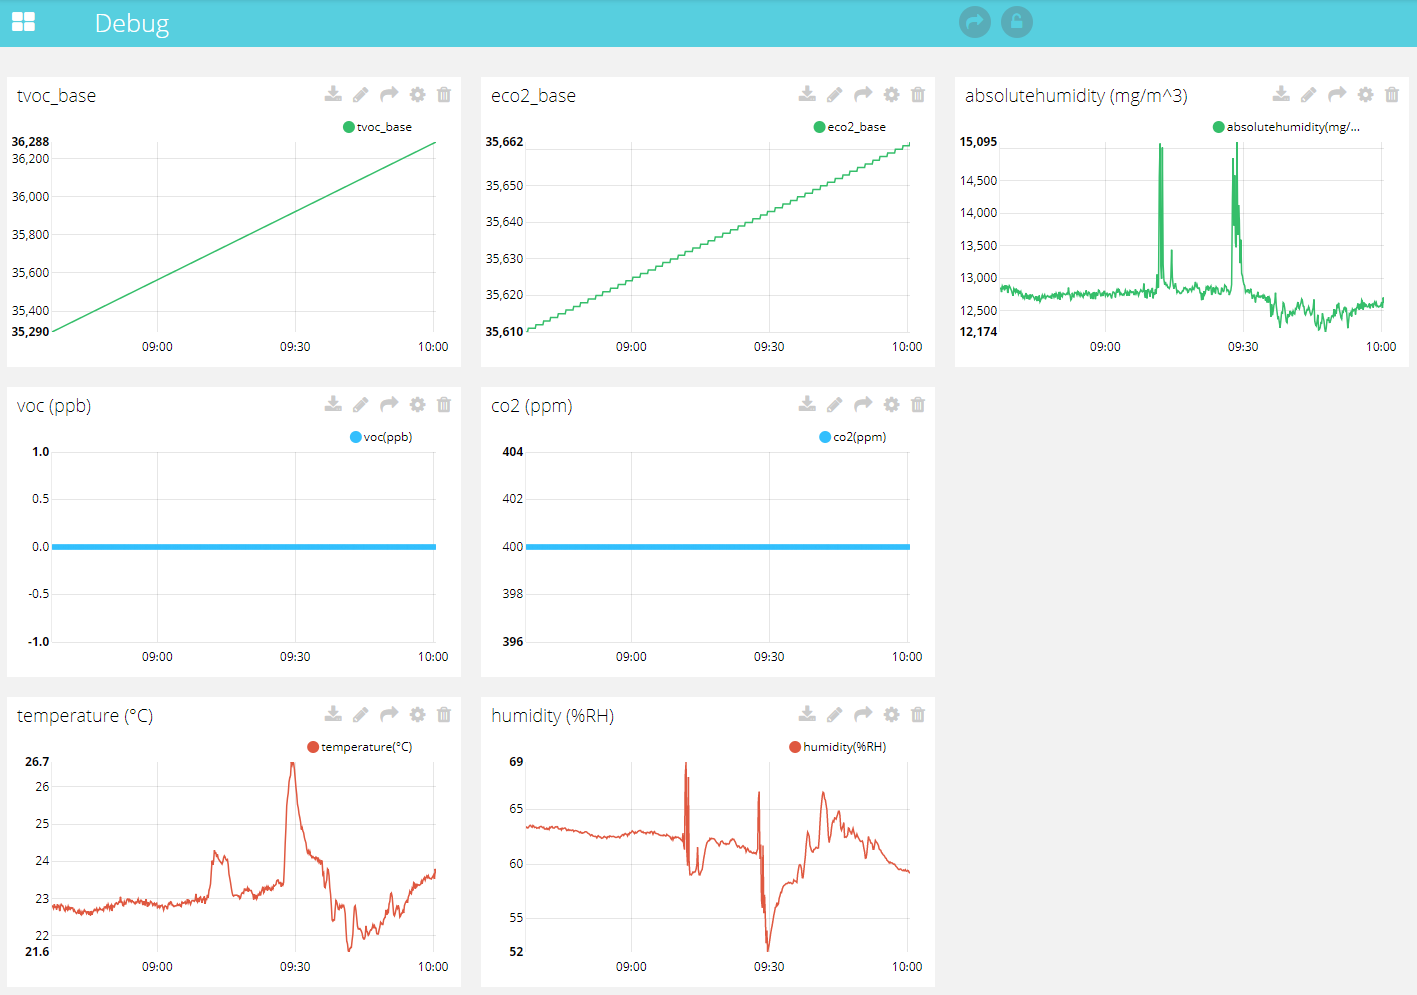 Debug
tvoc_base
tvoc_base
36,288
36,200
36,000
35,800
35,600
35,400
35,290
09:00 09:30 10:00
eco2_base
eco2_base
35,662
35,650
35,640
35,630
35,620
35,610
09:00 09:30 10:00
absolutehumidity (mg/m^3)
absolutehumidity(mg/...
15,095
14,500
14,000
13,500
13,000
12,500
12,174
09:00 09:30 10:00
voc (ppb)
voc(ppb)
1.0
0.5
0.0
-0.5
-1.0
09:00 09:30 10:00
co2 (ppm)
co2(ppm)
404
402
400
398
396
09:00 09:30 10:00
temperature (°C)
temperature(°C)
26.7
26
25
24
23
22
21.6
09:00 09:30 10:00
humidity (%RH)
humidity(%RH)
69
65
60
55
52
09:00 09:30 10:00